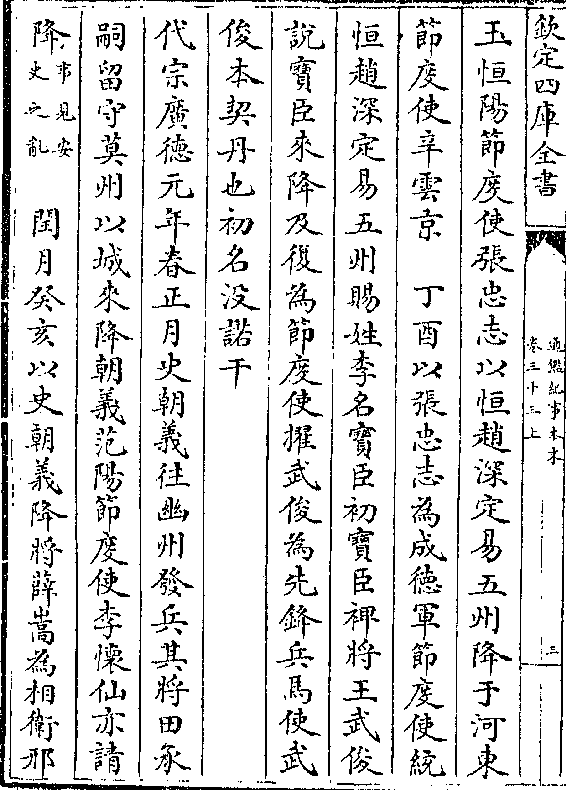 欽定四庫全書
通鑑紀事本末
卷三十三上
三
玉恒陽節度使張忠志以恒趙深定易五州降于河東
節度使辛雲京　丁酉以張忠志為成德軍節度使統
恒趙深定易五州賜姓李名寶臣初寶臣裨將王武俊
說寶臣來降及復為節度使擢武俊為先鋒兵馬使武
俊本契丹也初名没諾干
代宗廣德元年春正月史朝義往幽州發兵其將田承
嗣留守莫州以城來降朝義范陽節度使李懷仙亦請
降事見安史之亂　閏月癸亥以史朝義降將薛嵩為相衛邢